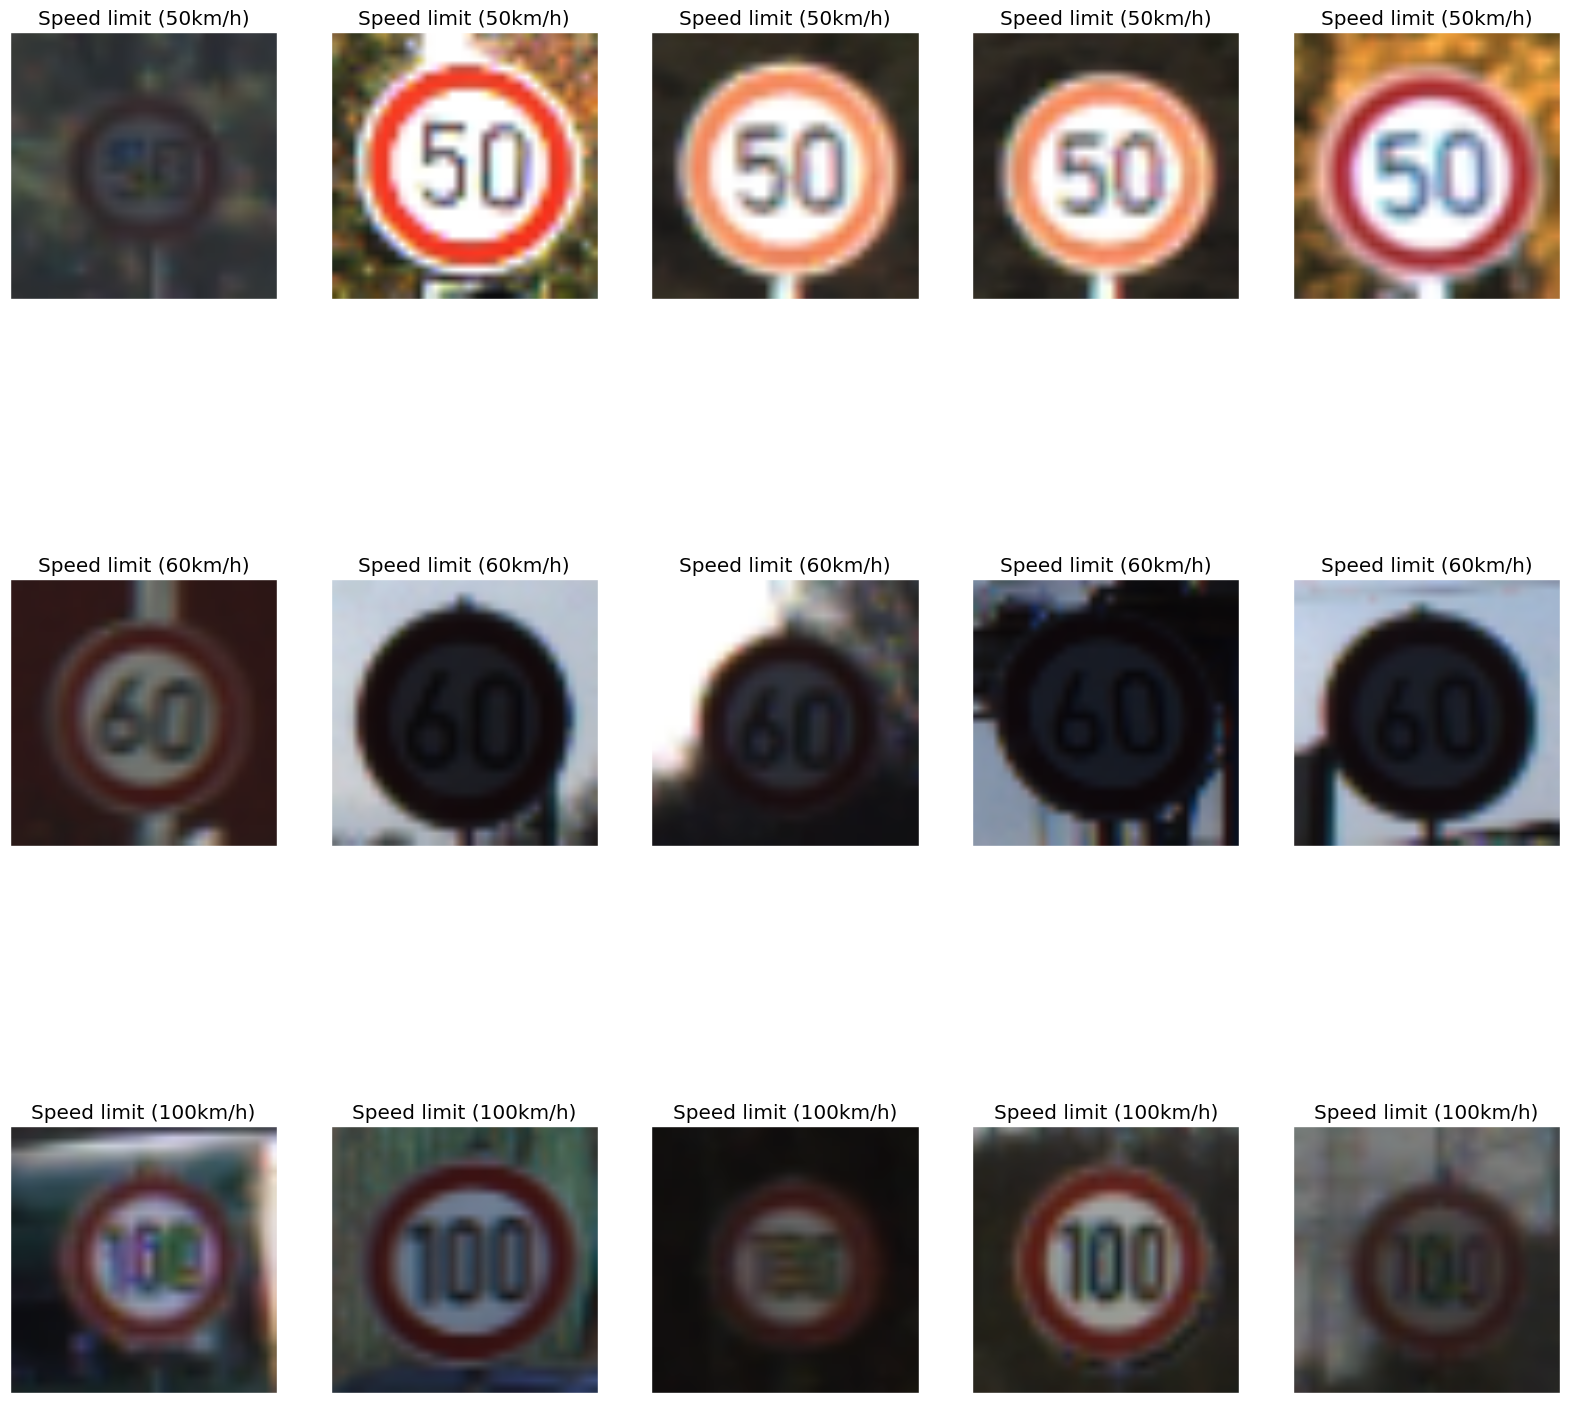 Speed limit (50km/h) Speed limit (50km/h) Speed limit (50km/h) Speed limit (50km/h) Speed limit (50km/h)
50 50 50 50 50
Speed limit (60km/h) Speed limit (60km/h) Speed limit (60km/h) Speed limit (60km/h) Speed limit (60km/h)
60 60 60 60 60
Speed limit (100km/h) Speed limit (100km/h) Speed limit (100km/h) Speed limit (100km/h) Speed limit (100km/h)
100 100 100 100